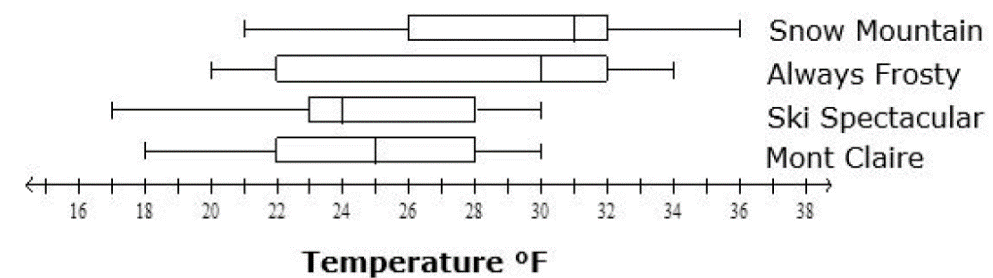 Snow Mountain
Always Frosty
Ski Spectacular
Mont Claire
16 18 20 22 24 26 28 30 32 34 36 38
Temperature ºF